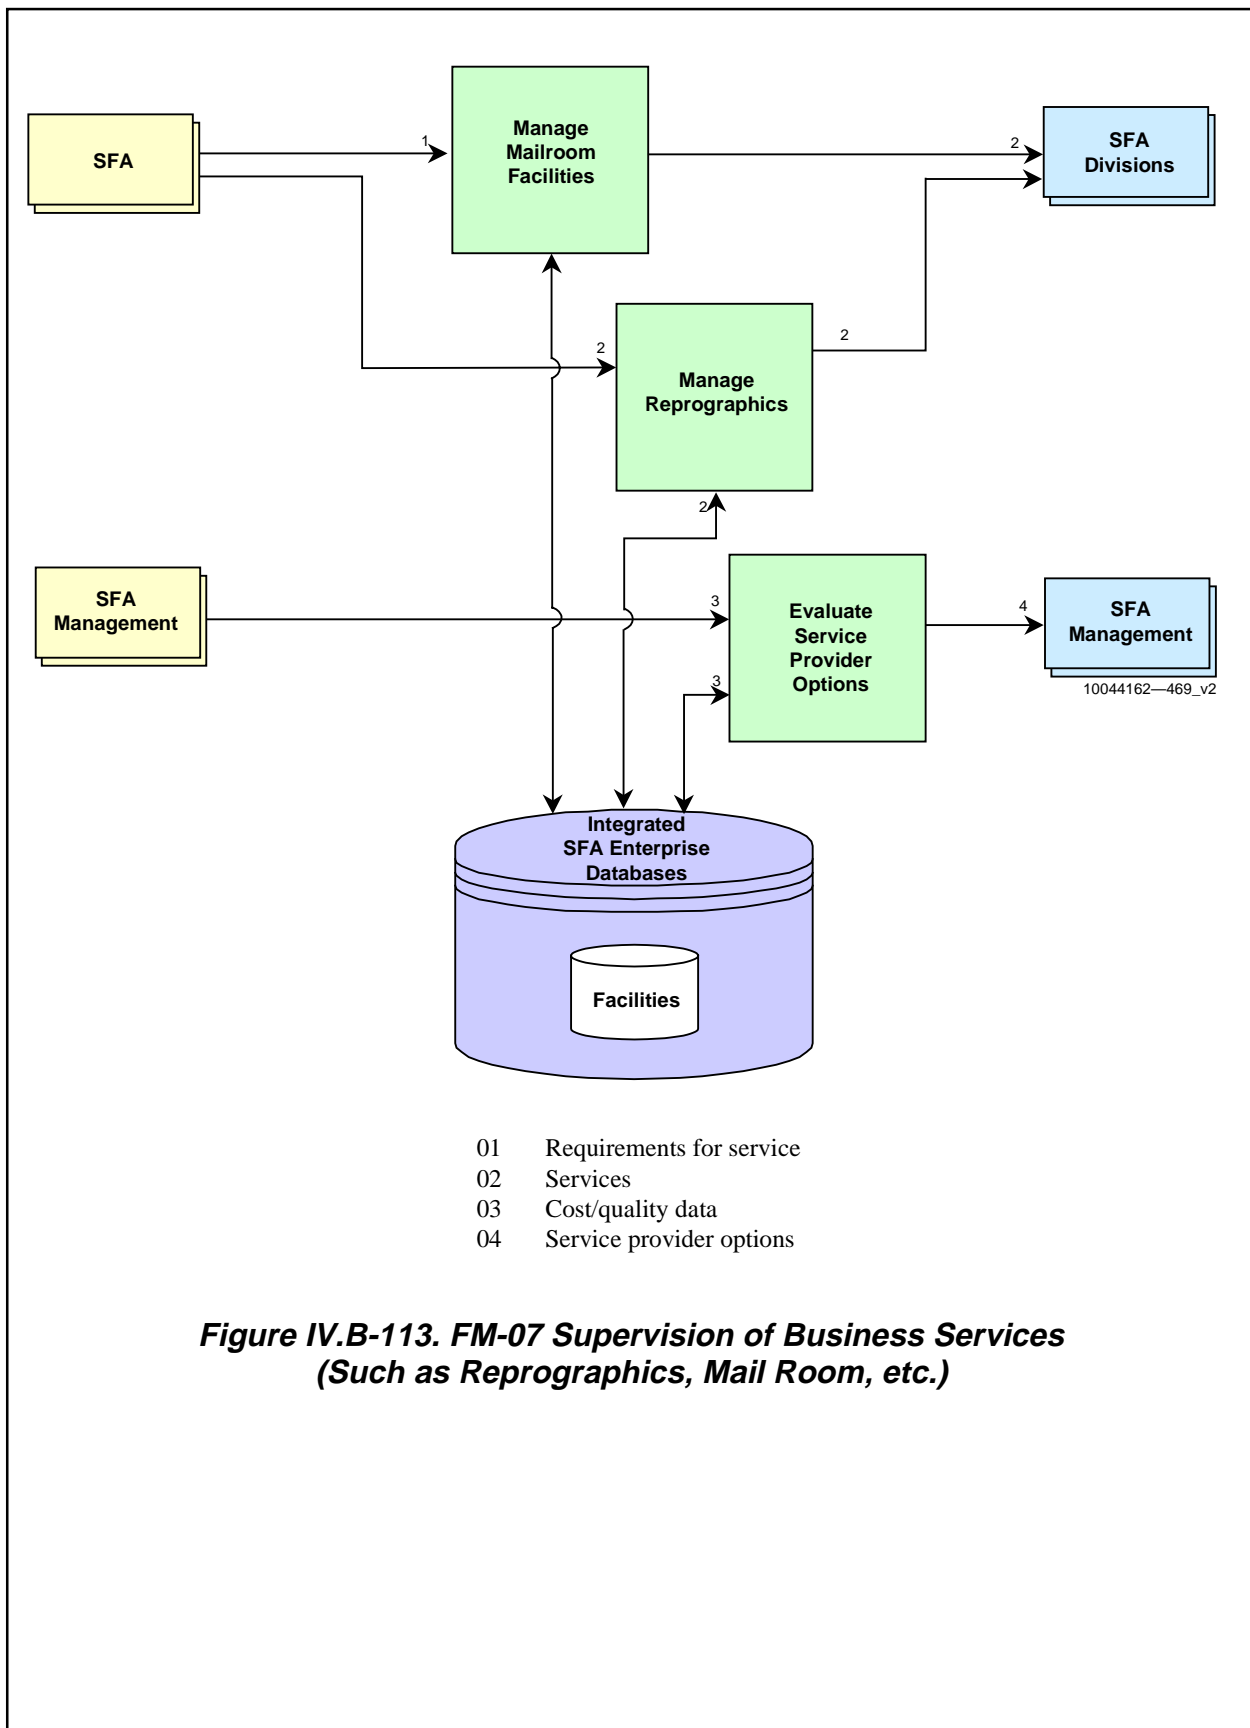 SFA
1
Manage
Mailroom
Facilities
2
SFA
Divisions
2
Manage
Reprographics
2
2
SFA
Management
3
Evaluate
Service
Provider
Options
3
4
SFA
Management
10044162—469_v2
Integrated
SFA Enterprise
Databases
Facilities
01 Requirements for service
02 Services
03 Cost/quality data
04 Service provider options
Figure IV.B-113. FM-07 Supervision of Business Services
(Such as Reprographics, Mail Room, etc.)